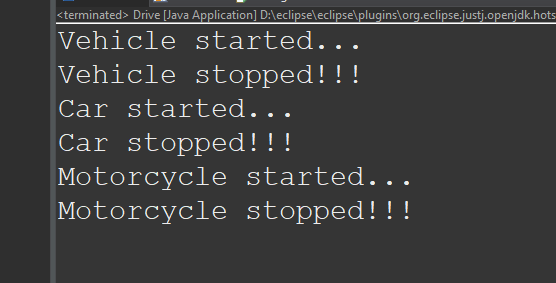 <terminated> Drive [Java Application] D:\eclipse\eclipse\plugins\org.eclipse.justj.openjdk.hots
Vehicle started...
Vehicle stopped!!!
Car started...
Car stopped!!!
Motorcycle started...
Motorcycle stopped!!!